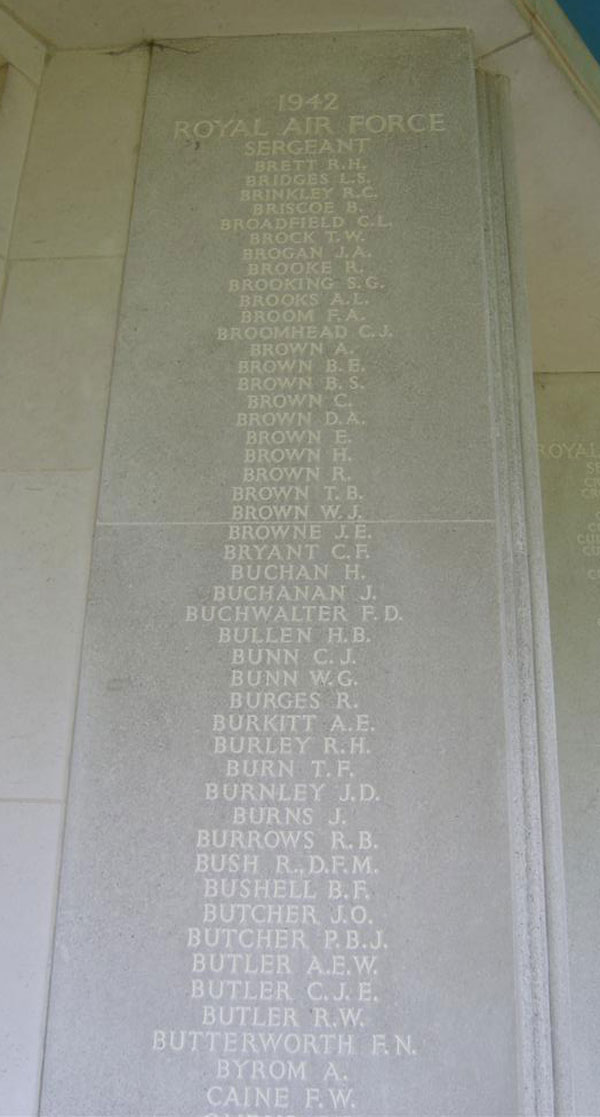 1942
ROYAL AIR FORCE
SERGEANT
BRETT R.H.
BRIDGES L.S.
BRINKLEY R.C.
BRISCOE B.
BROADFIELD C.L.
BROCK T.W.
BROGAN J.A.
BROOKE R.
BROOKING S.G.
BROOKS A.L.
BROOM F.A.
BROOMHEAD C.J.
BROWN A.
BROWN B.E.
BROWN B.S.
BROWN C.
BROWN D.A.
BROWN E.
BROWN H.
BROWN R.
BROWN T.B.
BROWN W.J.
BROWNE J.E.
BRYANT C.F.
BUCHAN H.
BUCHANAN J.
BUCHWALTER F.D.
BULLEN H.B.
BUNN C.J.
BUNN W.G.
BURGES R.
BURKITT A.E.
BURLEY R.H.
BURN T.F.
BURNLEY J.D.
BURNS J.
BURROWS R.B.
BUSH R.,D.F.M.
BUSHELL B.F.
BUTCHER J.O.
BUTCHER P.B.J.
BUTLER A.E.W.
BUTLER C.J.E.
BUTLER R.W.
BUTTERWORTH F.N.
BYROM A.
CAINE F.W.
ROYAL